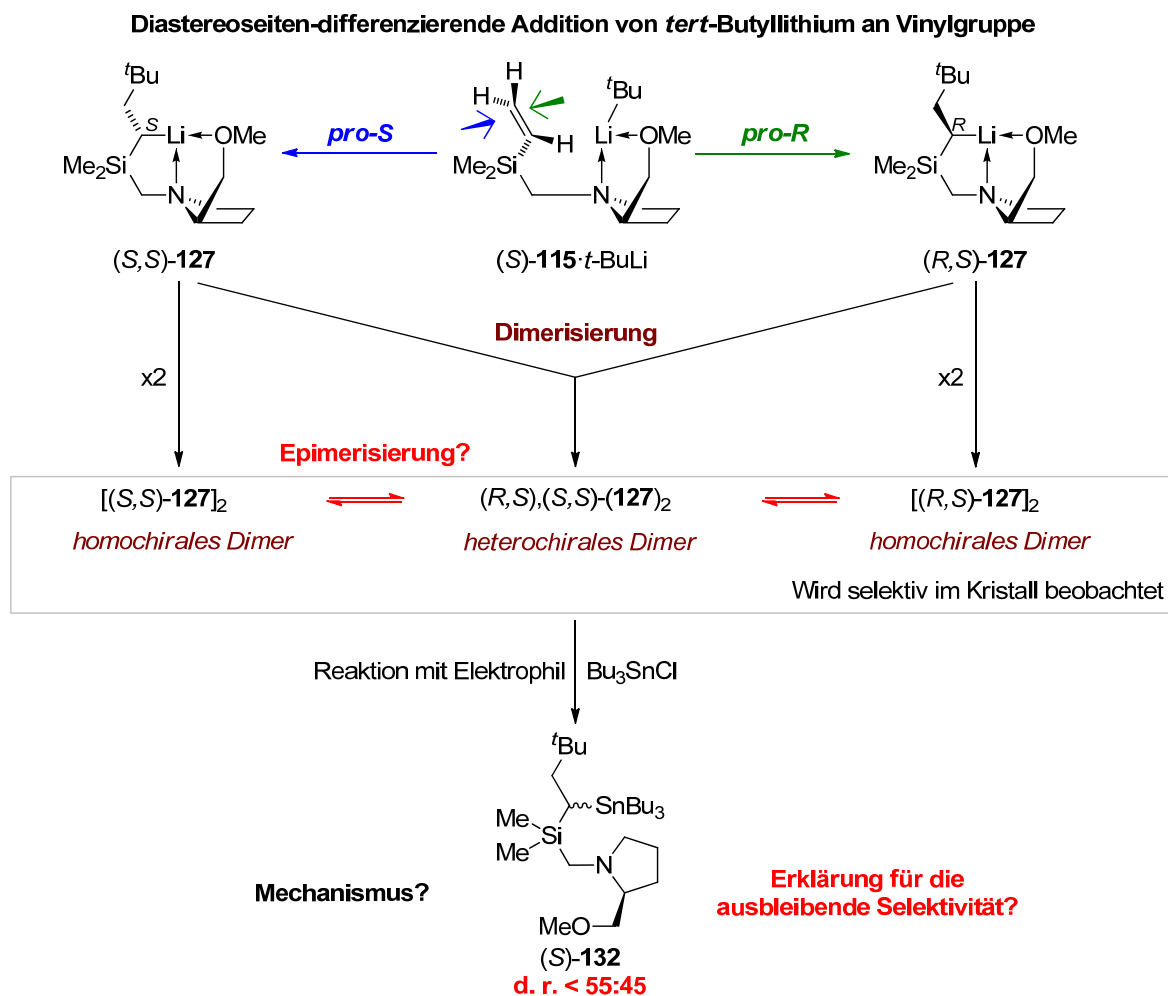 Diastereoseiten-differenzierende Addition von tert-Butyllithium an Vinylgruppe
tBu
S
Li
OMe
Me2Si
N
(S,S)-127
pro-S
H
H
H
tBu
Li
OMe
Me2Si
N
(S)-115·t-BuLi
pro-R
tBu
R
Li
OMe
Me2Si
N
(R,S)-127
Dimerisierung
x2
x2
Epimerisierung?
[(S,S)-127]2
(R,S),(S,S)-(127)2
[(R,S)-127]2
homochirales Dimer
heterochirales Dimer
homochirales Dimer
Wird selektiv im Kristall beobachtet
Reaktion mit Elektrophil
Bu3SnCl
tBu
SnBu3
Me
Si
Me
N
MeO
Mechanismus?
Erklärung für die
ausbleibende Selektivität?
(S)-132
d. r. < 55:45